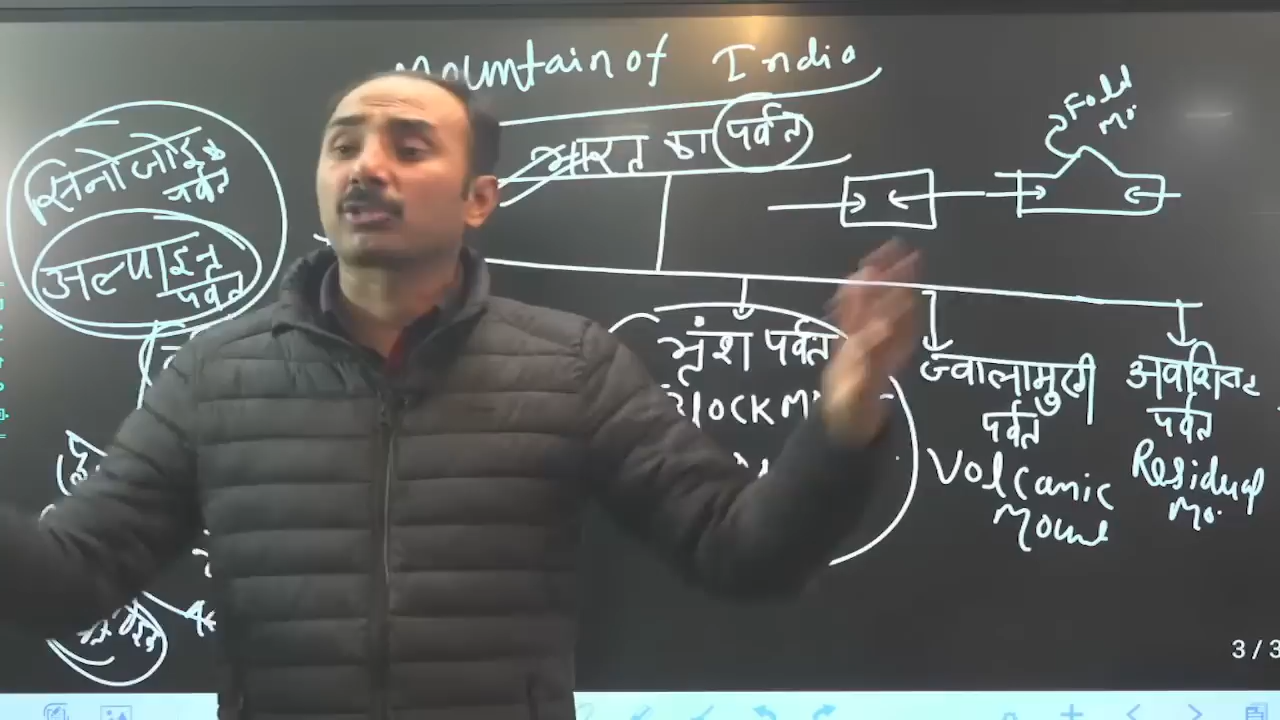 Mountain of India
भारत का पर्वत
Fold
Mo
सिनोजोइक
पर्वत
अल्पाइन
पर्वत
भ्रंश पर्वत
Block
ज्वालामुखी
पर्वत
Volcanic
Mount
अवशिष्ट
पर्वत
Residual
Mo.
3 / 3